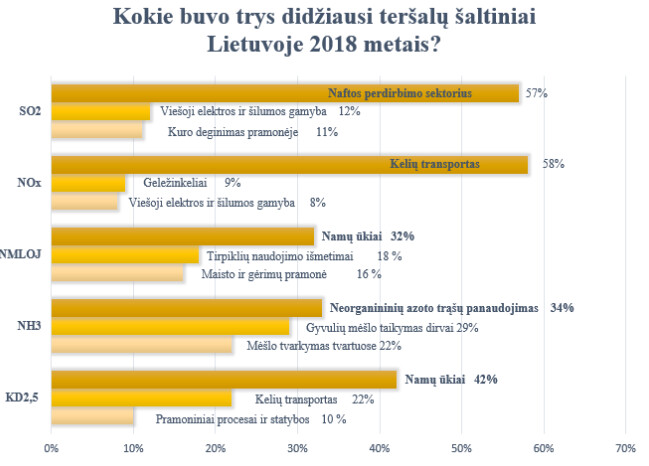 Kokie buvo trys didžiausi teršalų šaltiniai
Lietuvoje 2018 metais?
SO2
Naftos perdirbimo sektorius 57%
Viešoji elektros ir šilumos gamyba 12%
Kuro deginimas pramonėje 11%
NOx
Kelių transportas 58%
Geležinkeliai 9%
Viešoji elektros ir šilumos gamyba 8%
NMLOJ
Namų ūkiai 32%
Tirpiklių naudojimo išmetimai 18 %
Maisto ir gėrimų pramonė 16 %
NH3
Neorganininių azoto trąšų panaudojimas 34%
Gyvulių mėšlo taikymas dirvai 29%
Mėšlo tvarkymas tvartuose 22%
KD2,5
Namų ūkiai 42%
Kelių transportas 22%
Pramoniniai procesai ir statybos 10 %
0% 10% 20% 30% 40% 50% 60% 70%